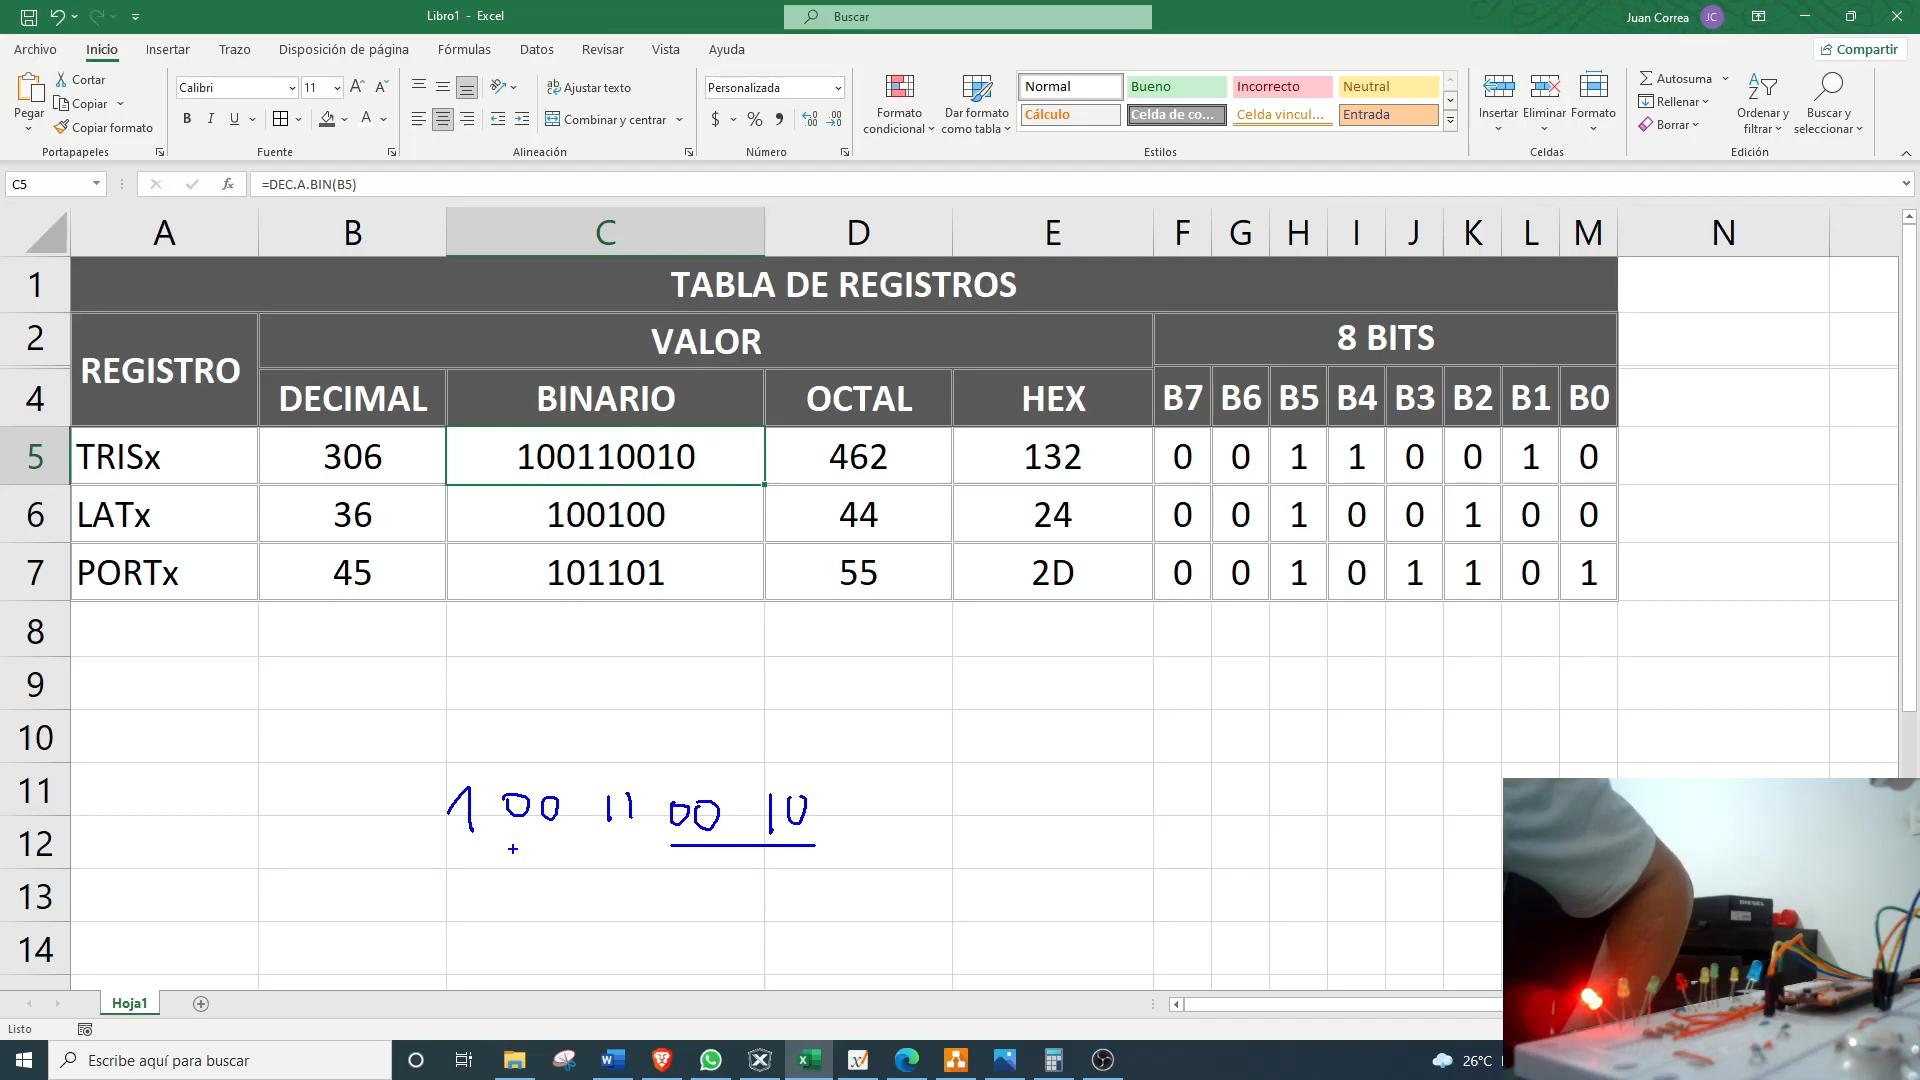 Libro1 - Excel
Buscar
Juan Correa
JC
Archivo Inicio Insertar Trazo Disposición de página Fórmulas Datos Revisar Vista Ayuda
Compartir
Pegar
Cortar
Copiar
Copiar formato
Portapapeles
Calibri 11
N K S
Fuente
Ajustar texto
Combinar y centrar
Alineación
Personalizada
$ %
Número
Formato condicional
Dar formato como tabla
Normal Bueno Incorrecto Neutral
Cálculo Celda de co... Celda vincul... Entrada
Estilos
Insertar Eliminar Formato
Celdas
Autosuma
Rellenar
Borrar
Ordenar y filtrar
Buscar y seleccionar
Edición
C5
fx
=DEC.A.BIN(B5)
A B C D E F G H I J K L M N
1 TABLA DE REGISTROS
2 REGISTRO VALOR 8 BITS
4 DECIMAL BINARIO OCTAL HEX B7 B6 B5 B4 B3 B2 B1 B0
5 TRISx 306 100110010 462 132 0 0 1 1 0 0 1 0
6 LATx 36 100100 44 24 0 0 1 0 0 1 0 0
7 PORTx 45 101101 55 2D 0 0 1 0 1 1 0 1
8
9
10
11
1 00 11 00 10
12
13
14
DIESEL
Hoja1
Listo
Escribe aquí para buscar
26°C